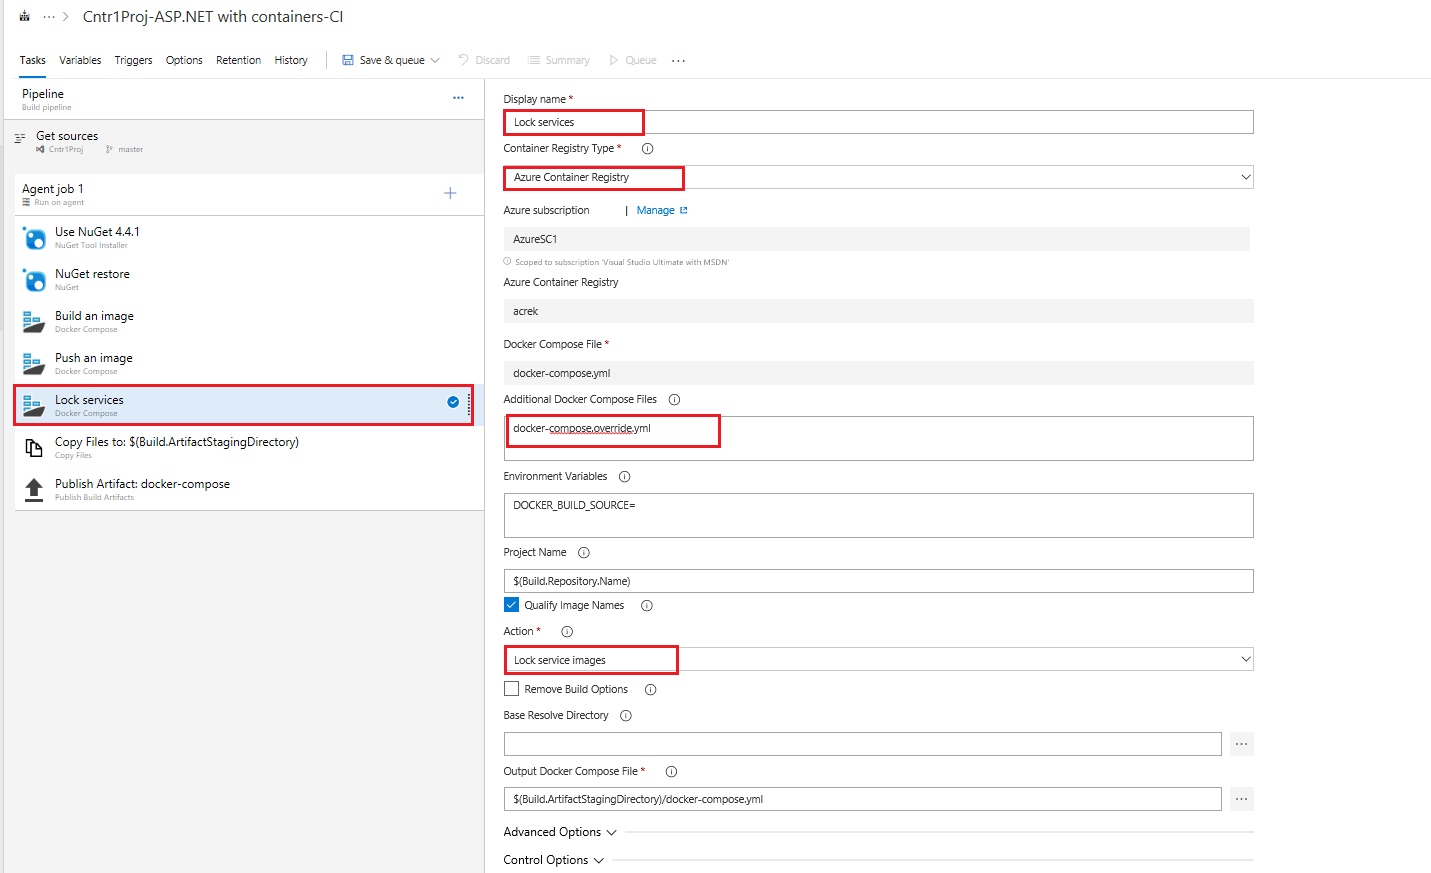 Cntr1Proj-ASP.NET with containers-CI
Tasks Variables Triggers Options Retention History Save & queue Discard Summary Queue
Pipeline
Build pipeline
Get sources
Cntr1Proj master
Agent job 1
Run on agent
Use NuGet 4.4.1
NuGet Tool Installer
NuGet restore
NuGet
Build an image
Docker Compose
Push an image
Docker Compose
Lock services
Docker Compose
Copy Files to: $(Build.ArtifactStagingDirectory)
Copy Files
Publish Artifact: docker-compose
Publish Build Artifacts
Display name *
Lock services
Container Registry Type *
Azure Container Registry
Azure subscription | Manage
AzureSC1
Scoped to subscription 'Visual Studio Ultimate with MSDN'
Azure Container Registry
acrek
Docker Compose File *
docker-compose.yml
Additional Docker Compose Files
docker-compose.override.yml
Environment Variables
DOCKER_BUILD_SOURCE=
Project Name
$(Build.Repository.Name)
Qualify Image Names
Action *
Lock service images
Remove Build Options
Base Resolve Directory
Output Docker Compose File *
$(Build.ArtifactStagingDirectory)/docker-compose.yml
Advanced Options
Control Options